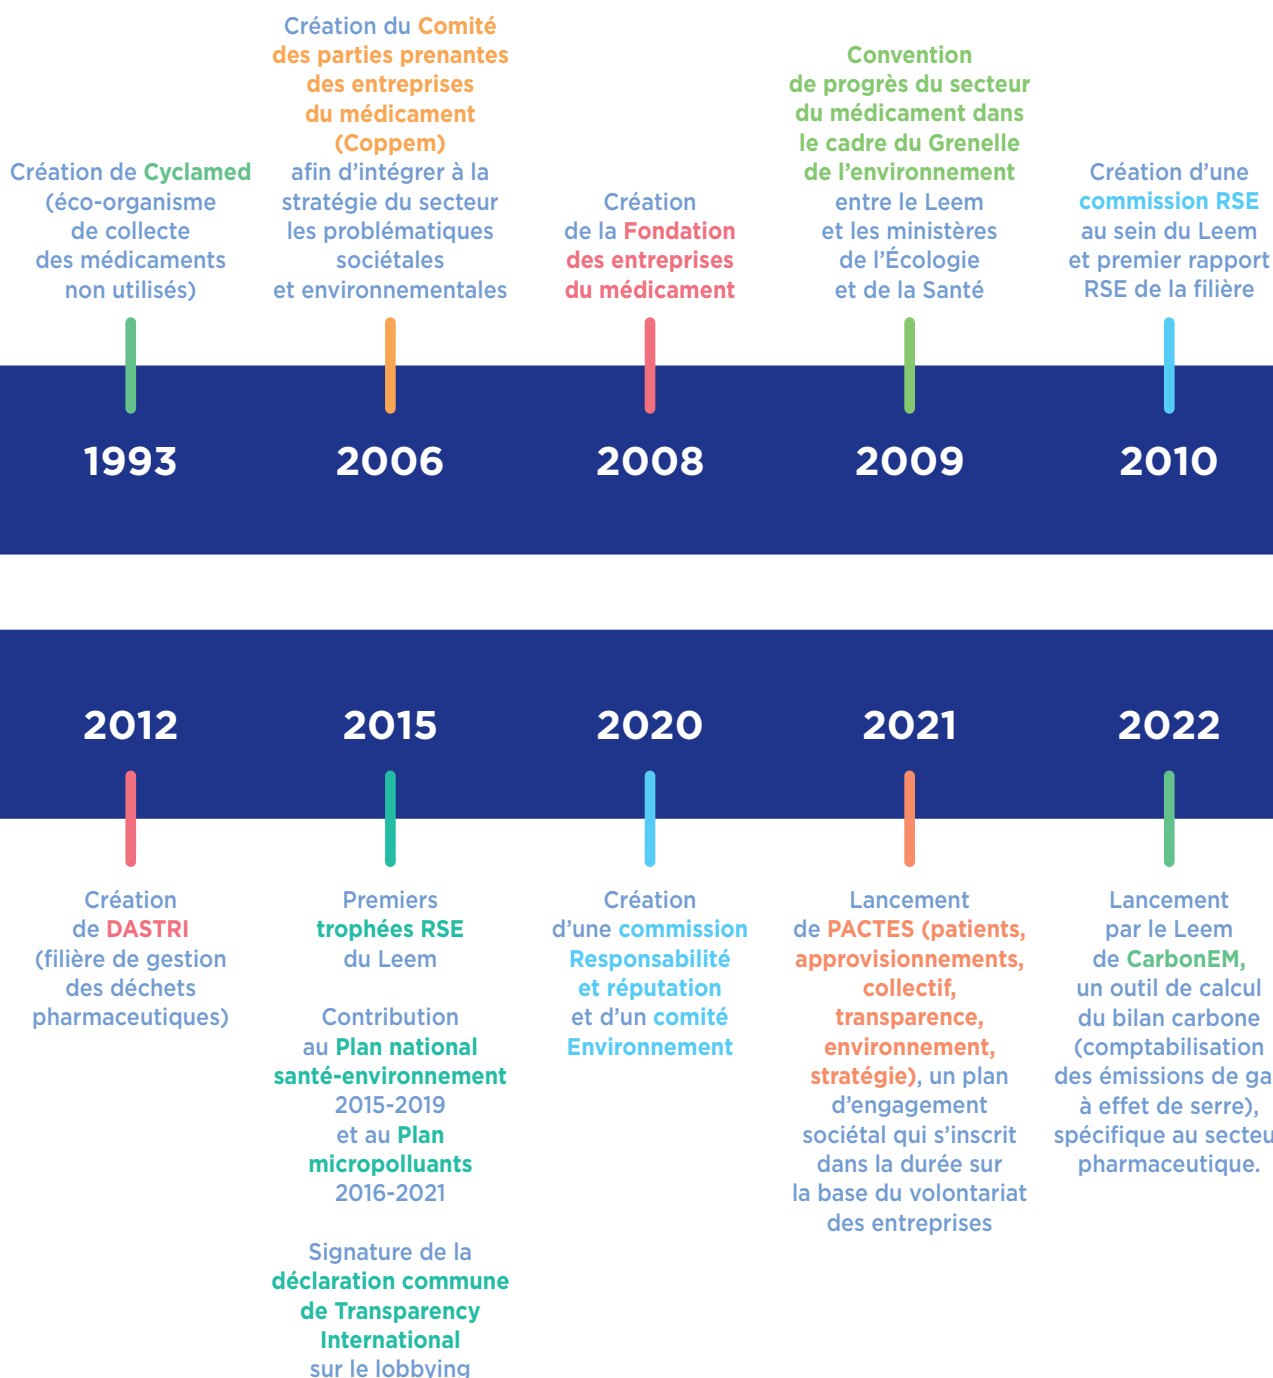 Création de Cyclamed
(éco-organisme
de collecte
des médicaments
non utilisés)
Création du Comité
des parties prenantes
des entreprises
du médicament
(Coppem)
afin d'intégrer à la
stratégie du secteur
les problématiques
sociétales
et environnementales
Création
de la Fondation
des entreprises
du médicament
Convention
de progrès du secteur
du médicament dans
le cadre du Grenelle
de l'environnement
entre le Leem
et les ministères
de l'Écologie
et de la Santé
Création d'une
commission RSE
au sein du Leem
et premier rapport
RSE de la filière
1993 2006 2008 2009 2010
2012 2015 2020 2021 2022
Création
de DASTRI
(filière de gestion
des déchets
pharmaceutiques)
Premiers
trophées RSE
du Leem
Contribution
au Plan national
santé-environnement
2015-2019
et au Plan
micropolluants
2016-2021
Signature de la
déclaration commune
de Transparency
International
sur le lobbying
Création
d'une commission
Responsabilité
et réputation
et d'un comité
Environnement
Lancement
de PACTES (patients,
approvisionnements,
collectif,
transparence,
environnement,
stratégie), un plan
d'engagement
sociétal qui s'inscrit
dans la durée sur
la base du volontariat
des entreprises
Lancement
par le Leem
de CarbonEM,
un outil de calcul
du bilan carbone
(comptabilisation
des émissions de ga
à effet de serre),
spécifique au secteu
pharmaceutique.